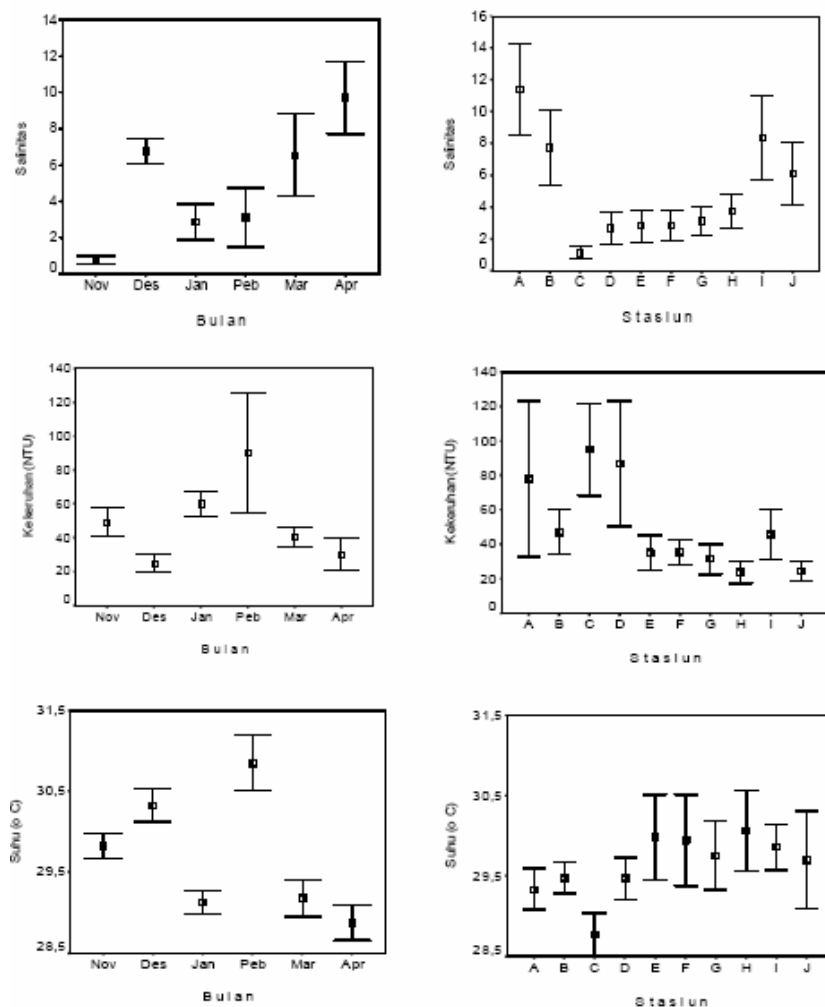 Salinitas
14
12
10
8
6
4
2
0
Nov Des Jan Peb Mar Apr
Bulan
Salinitas
16
14
12
10
8
6
4
2
0
A B C D E F G H I J
Stasiun
Kekeruhan (NTU)
140
120
100
80
60
40
20
0
Nov Des Jan Peb Mar Apr
Bulan
Kekeruhan (NTU)
140
120
100
80
60
40
20
0
A B C D E F G H I J
Stasiun
Suhu (o C)
31,5
30,5
29,5
28,5
Nov Des Jan Peb Mar Apr
Bulan
Suhu (o C)
31,5
30,5
29,5
28,5
A B C D E F G H I J
Stasiun